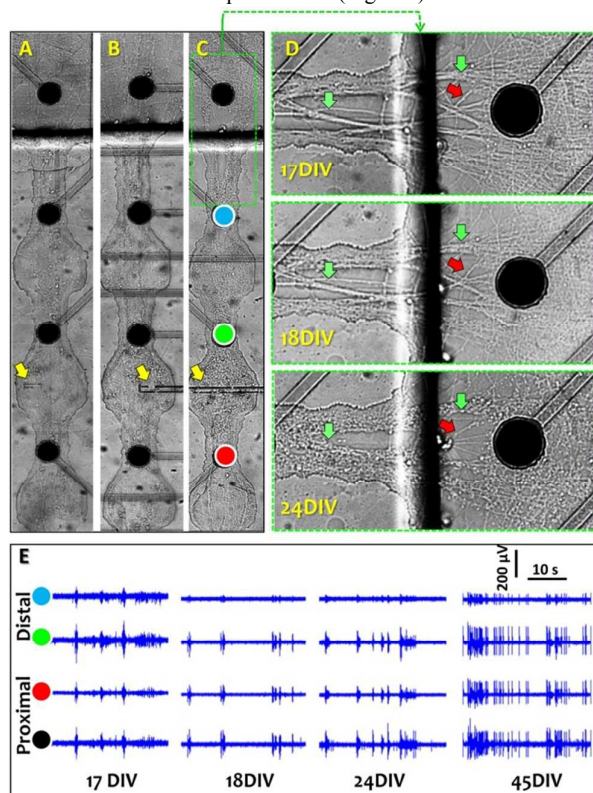 A
B
C
D
17DIV
18DIV
24DIV
E
200 µV
10 s
Distal
Proximal
17 DIV
18DIV
24DIV
45DIV